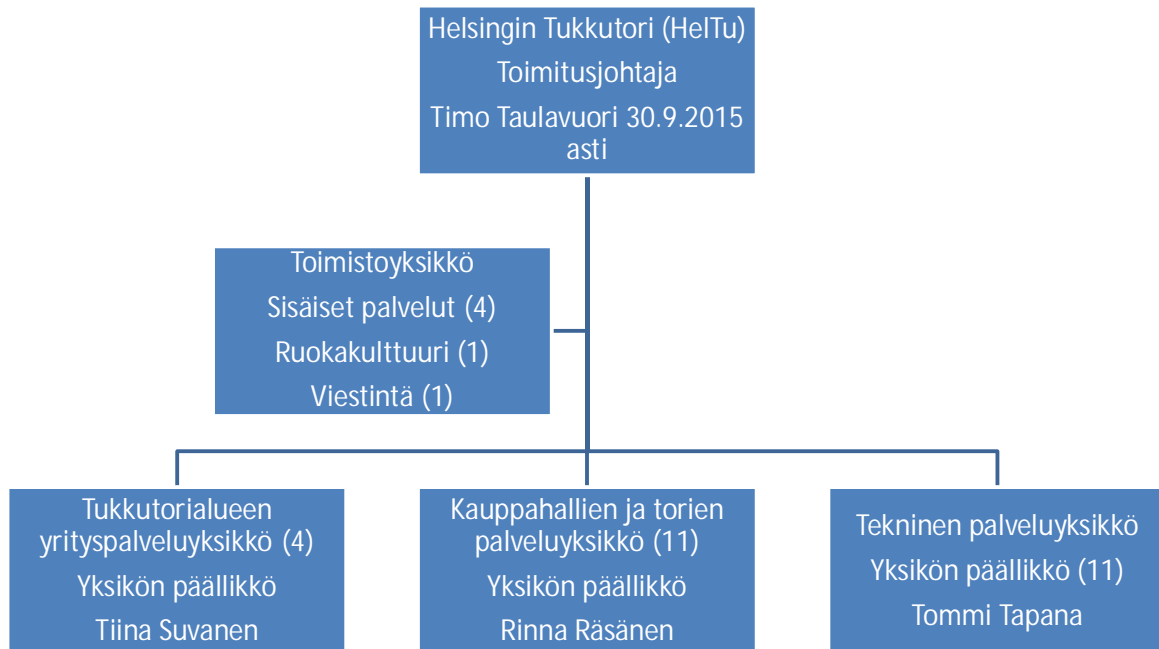 Helsingin Tukkutori (HelTu)
Toimitusjohtaja
Timo Taulavuori 30.9.2015
asti
Toimistoyksikkö
Sisäiset palvelut (4)
Ruokakulttuuri (1)
Viestintä (1)
Tukkutorialueen
yrityspalveluyksikkö (4)
Yksikön päällikkö
Tiina Suvanen
Kauppahallien ja torien
palveluyksikkö (11)
Yksikön päällikkö
Rinna Räsänen
Tekninen palveluyksikkö
Yksikön päällikkö (11)
Tommi Tapana